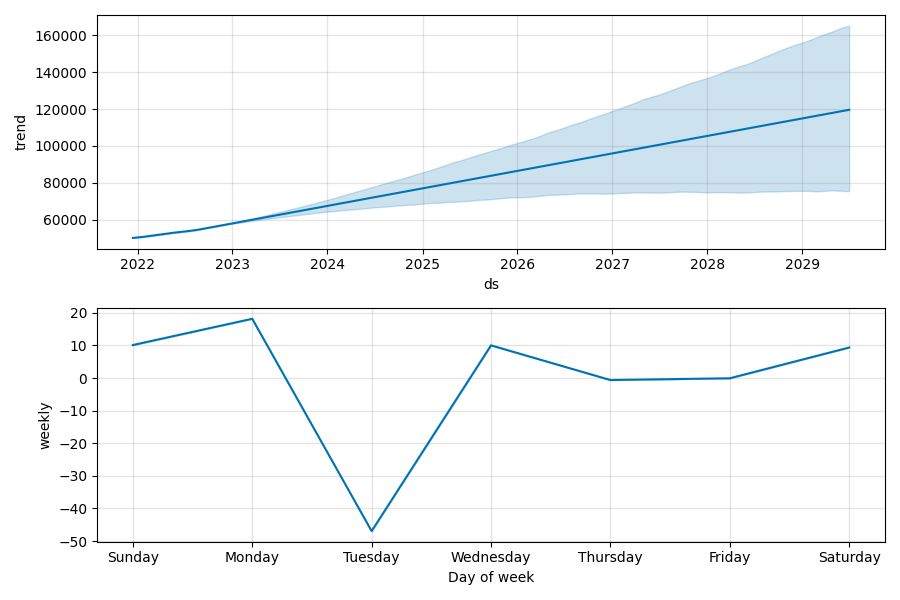 160000
140000
120000
100000
80000
60000
trend
2022 2023 2024 2025 2026 2027 2028 2029
ds
20
10
0
−10
−20
−30
−40
−50
weekly
Sunday Monday Tuesday Wednesday Thursday Friday Saturday
Day of week